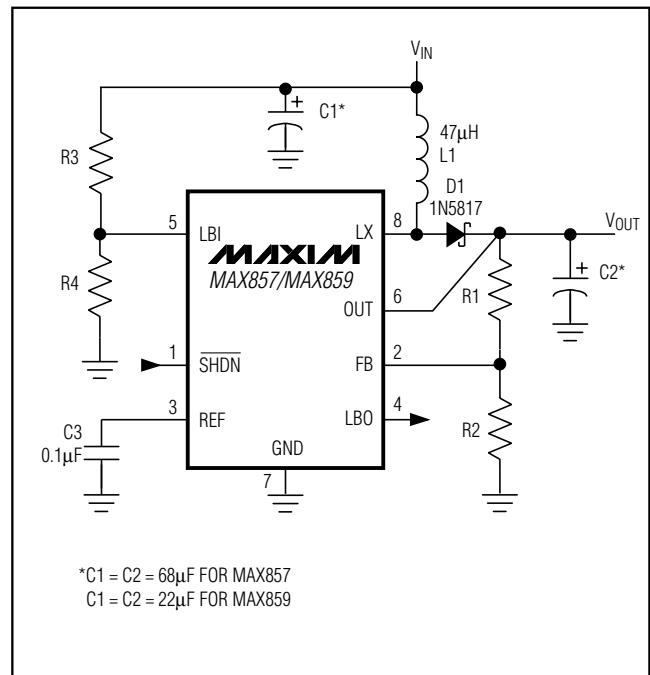 V_IN
C1*
+
47µH
L1
R3
D1
1N5817
5
LBI
LX
8
V_OUT
MAXIM
MAX857/MAX859
+
C2*
R4
R1
6
OUT
1
SHDN
FB
2
3
REF
LBO
4
C3
0.1µF
R2
GND
7
*C1 = C2 = 68µF FOR MAX857
C1 = C2 = 22µF FOR MAX859